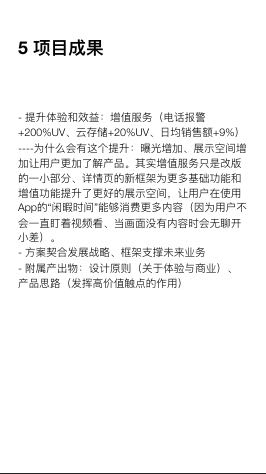 5 项目成果
- 提升体验和效益：增值服务（电话报警
+200%UV、云存储+20%UV、日均销售额+9%）
----为什么会有这个提升：曝光增加、展示空间增
加让用户更加了解产品。其实增值服务只是改版
的一小部分、详情页的新框架为更多基础功能和
增值功能提升了更好的展示空间，让用户在使用
App的“闲暇时间”能够消费更多内容（因为用户不
会一直盯着视频看、当画面没有内容时会无聊开
小差）。
- 方案契合发展战略、框架支撑未来业务
- 附属产出物：设计原则（关于体验与商业）、
产品思路（发挥高价值触点的作用）